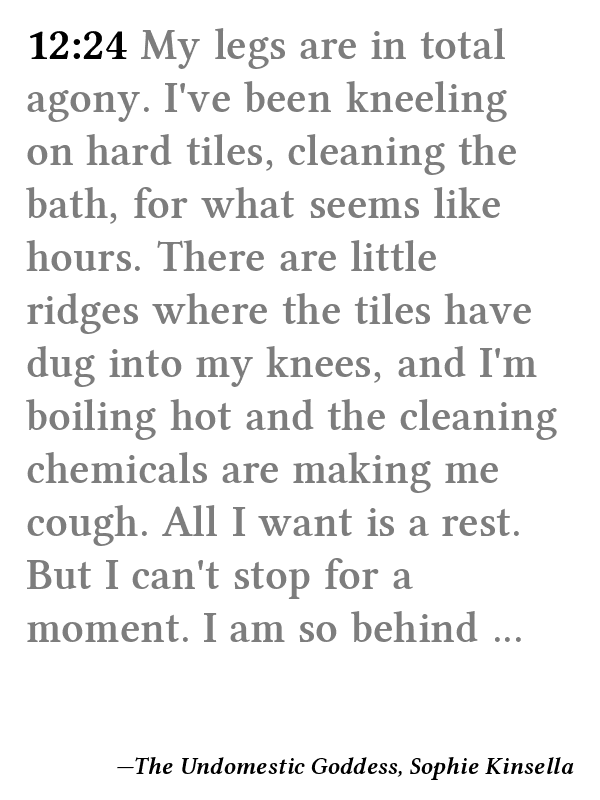 12:24 My legs are in total
agony. I've been kneeling
on hard tiles, cleaning the
bath, for what seems like
hours. There are little
ridges where the tiles have
dug into my knees, and I'm
boiling hot and the cleaning
chemicals are making me
cough. All I want is a rest.
But I can't stop for a
moment. I am so behind ...
—The Undomestic Goddess, Sophie Kinsella